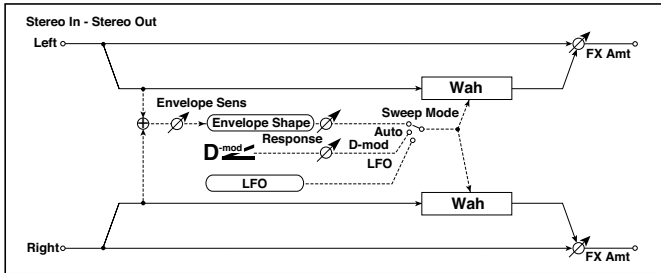 Stereo In - Stereo Out
Left
FX Amt
Wah
Envelope Sens
Sweep Mode
Envelope Shape
Auto
Response
D-mod
D-mod
LFO
LFO
Wah
Right
FX Amt